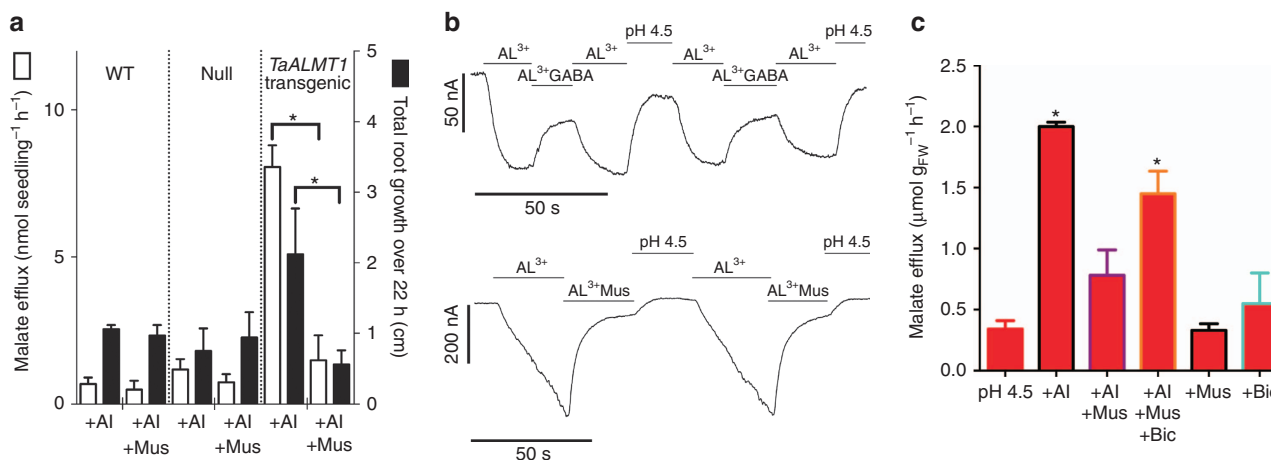 a
Malate efflux (nmol seedling⁻¹ h⁻¹)
10
5
0
WT
Null
TaALMT1
transgenic
*
*
5
4
3
2
1
0
Total root growth over 22 h (cm)
+Al +Al +Al +Al +Al +Al
+Mus +Mus +Mus
b
pH 4.5 pH 4.5
AL³⁺ AL³⁺ AL³⁺ AL³⁺
AL³⁺GABA AL³⁺GABA
50 nA
50 s
pH 4.5 pH 4.5
AL³⁺ AL³⁺
AL³⁺Mus AL³⁺Mus
200 nA
50 s
c
Malate efflux (µmol g_FW⁻¹ h⁻¹)
2.5
2.0
1.5
1.0
0.5
0
*
*
pH 4.5 +Al +Al +Al +Mus +Bic
+Mus +Mus
+Bic